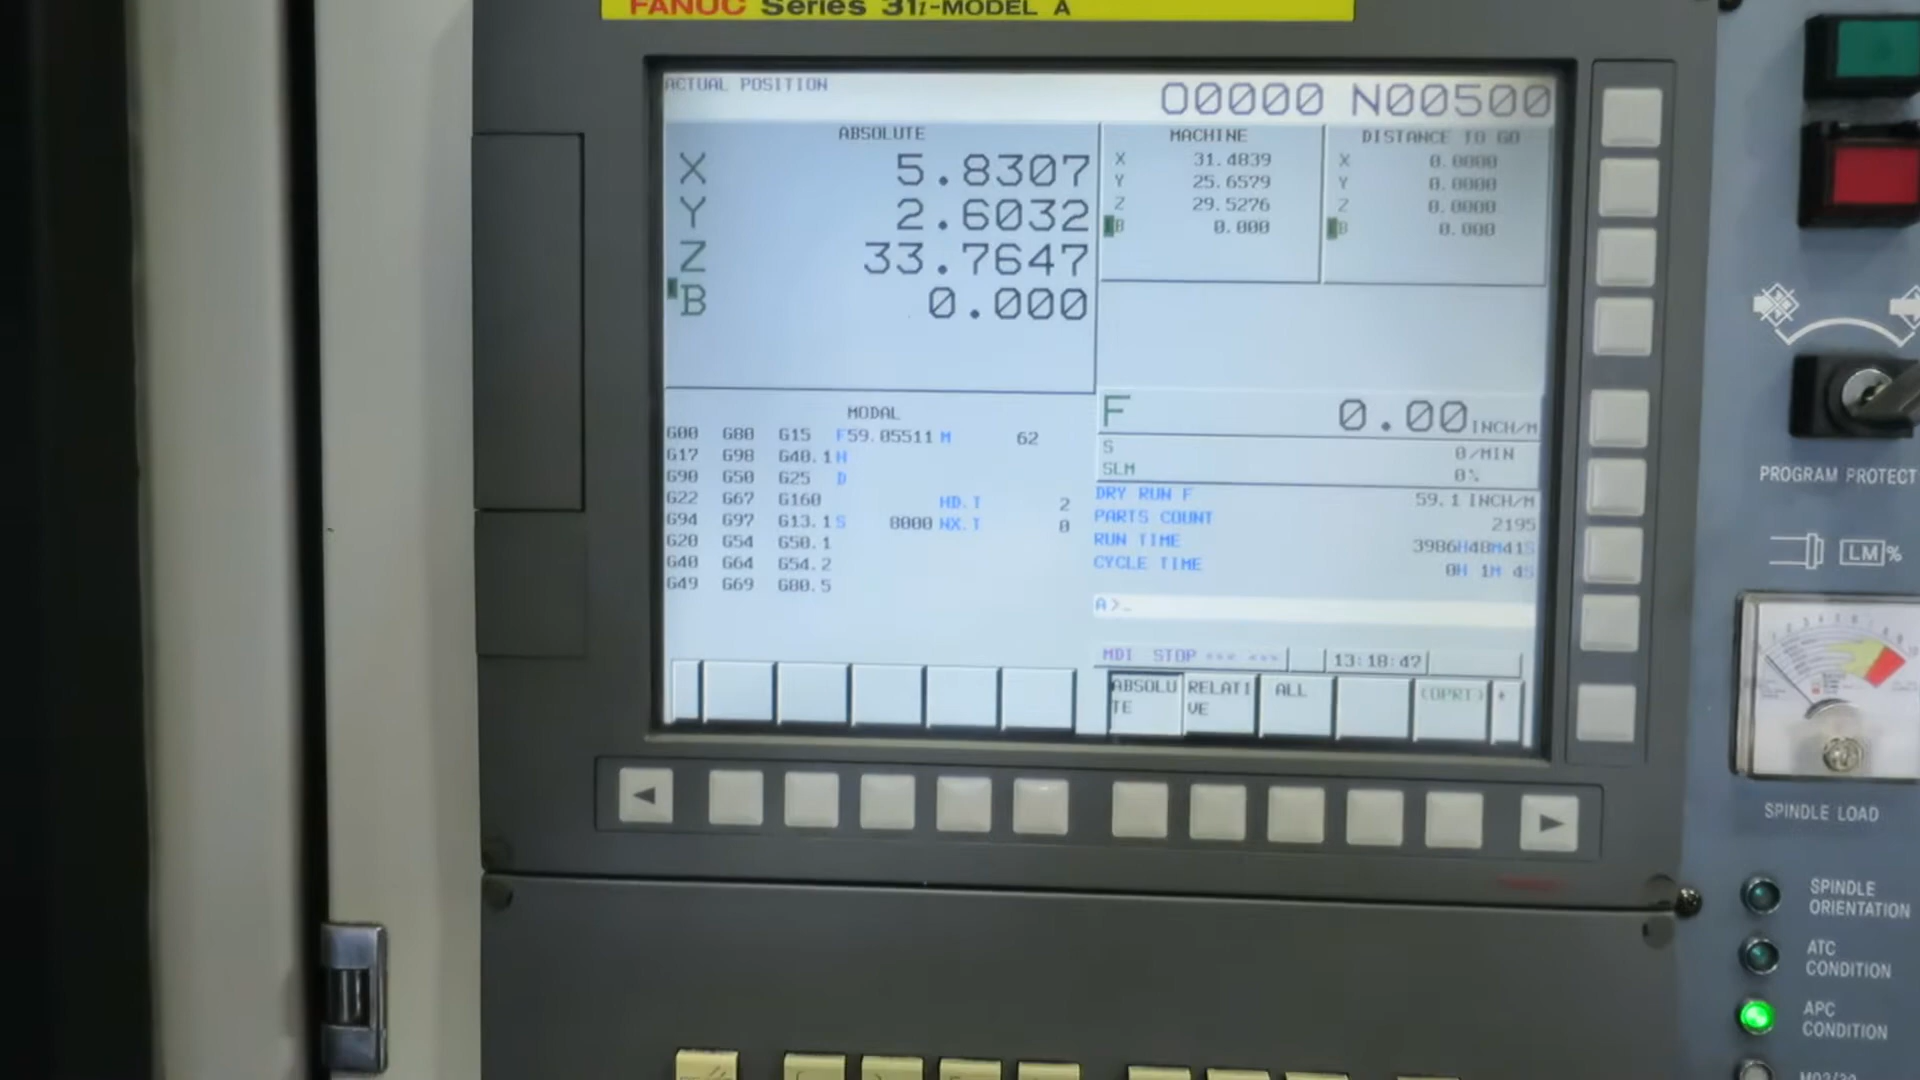 FANUC Series 31i-MODEL A
ACTUAL POSITION
O0000 N00500
ABSOLUTE
X 5.8307
Y 2.6032
Z 33.7647
B 0.000
MACHINE
X 31.4839
Y 25.6579
Z 29.5276
B 0.000
DISTANCE TO GO
X 0.0000
Y 0.0000
Z 0.0000
B 0.000
MODAL
G00 G80 G15 F59.05511 M 62
G17 G98 G40.1 H
G90 G50 G25 D
G22 G67 G160 HD.T 2
G94 G97 G13.1 S 8000 NX.T 0
G20 G54 G50.1
G40 G64 G54.2
G49 G69 G80.5
F 0.00 INCH/M
S 0/MIN
SLM 0%
DRY RUN F 59.1 INCH/M
PARTS COUNT 2195
RUN TIME 3986H48M41S
CYCLE TIME 0H 1M 4S
A>_
MDI STOP *** *** 13:18:47
ABSOLUTE RELATIVE ALL (OPRT) +
PROGRAM PROTECT
LM %
SPINDLE LOAD
SPINDLE
ORIENTATION
ATC
CONDITION
APC
CONDITION